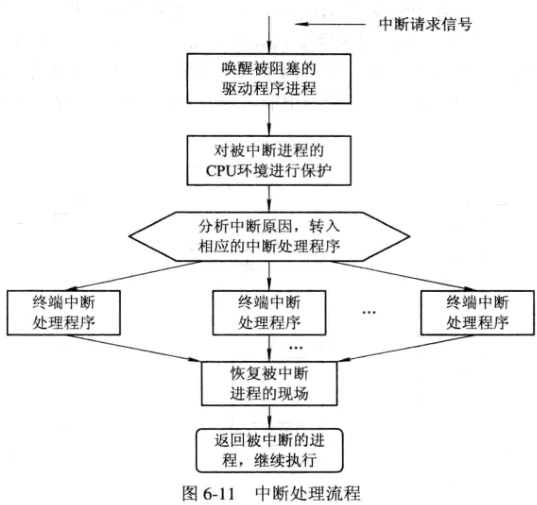 中断请求信号
唤醒被阻塞的
驱动程序进程
对被中断进程的
CPU环境进行保护
分析中断原因，转入
相应的中断处理程序
终端中断
处理程序
终端中断
处理程序
...
终端中断
处理程序
...
恢复被中断
进程的现场
返回被中断的进
程，继续执行
图 6-11 中断处理流程